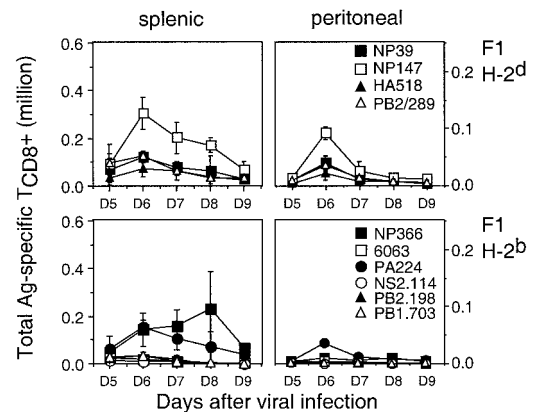 splenic peritoneal
Total Ag-specific TCD8+ (million)
0.6
0.4
0.2
0.0
D5 D6 D7 D8 D9
NP39
NP147
HA518
PB2/289
0.2
0.1
0.0
D5 D6 D7 D8 D9
F1
H-2d
0.6
0.4
0.2
0.0
D5 D6 D7 D8 D9
NP366
6063
PA224
NS2.114
PB2.198
PB1.703
0.2
0.1
0.0
D5 D6 D7 D8 D9
F1
H-2b
Days after viral infection